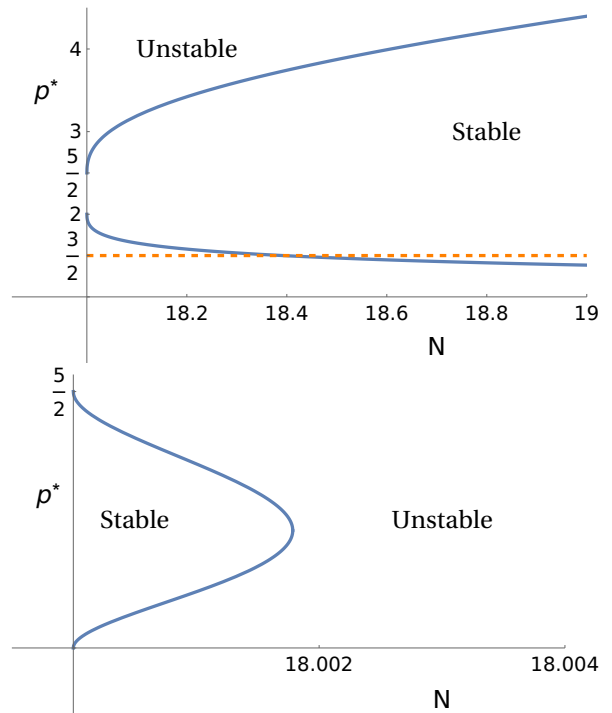 Unstable
4
p*
3
5/2
Stable
2
3/2
18.2 18.4 18.6 18.8 19
N
5/2
p*
Stable Unstable
18.002 18.004
N